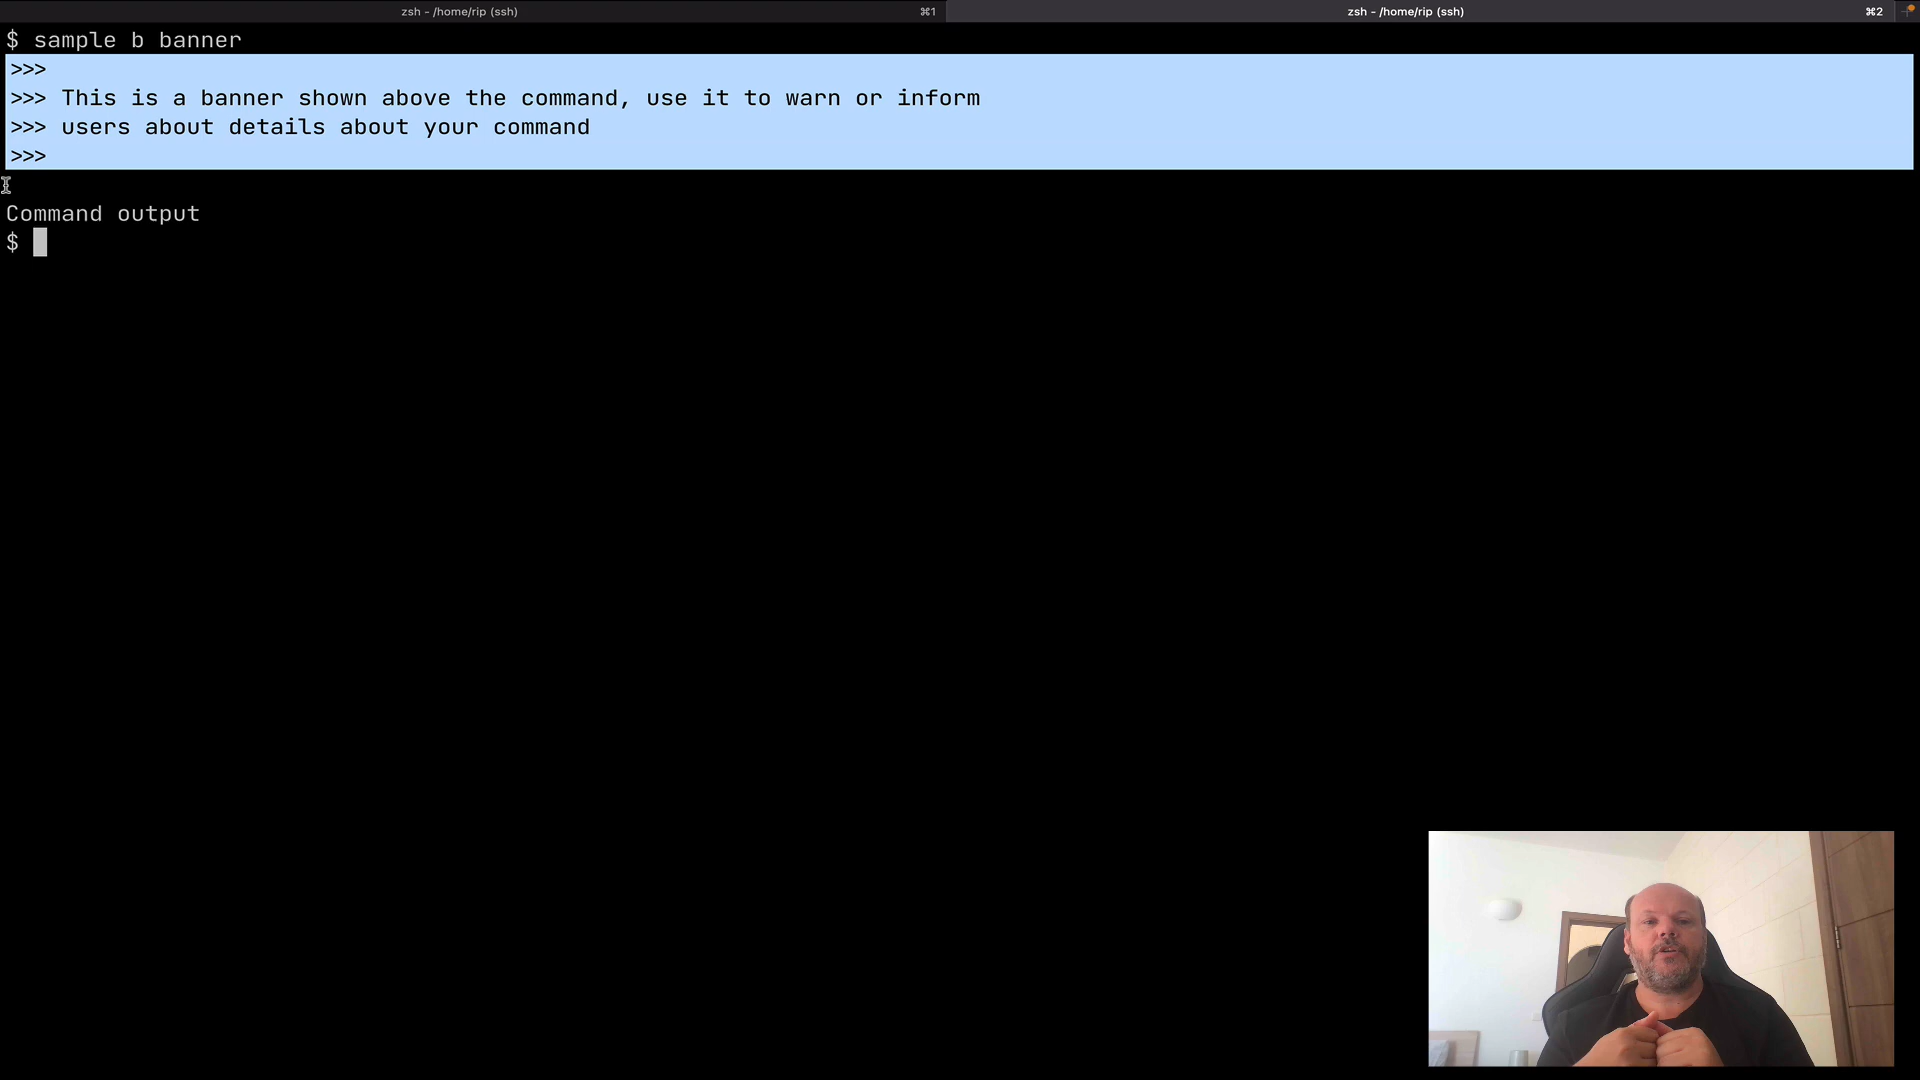 zsh - /home/rip (ssh) ⌘1 zsh - /home/rip (ssh) ⌘2
$ sample b banner
>>>
>>> This is a banner shown above the command, use it to warn or inform
>>> users about details about your command
>>>
Command output
$